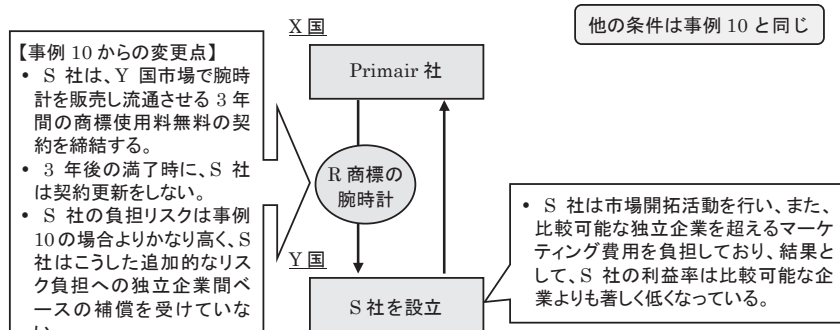 X 国
他の条件は事例 10 と同じ
【事例 10 からの変更点】
• S 社は、Y 国市場で腕時
計を販売し流通させる 3 年
間の商標使用料無料の契
約を締結する。
• 3 年後の満了時に、S 社
は契約更新をしない。
• S 社の負担リスクは事例
10 の場合よりかなり高く、S
社はこうした追加的なリス
ク負担への独立企業間ベ
ースの補償を受けていな
い
Primair 社
R 商標の
腕時計
Y 国
S 社を設立
• S 社は市場開拓活動を行い、また、
比較可能な独立企業を超えるマーケ
ティング費用を負担しており、結果と
して、S 社の利益率は比較可能な企
業よりも著しく低くなっている。